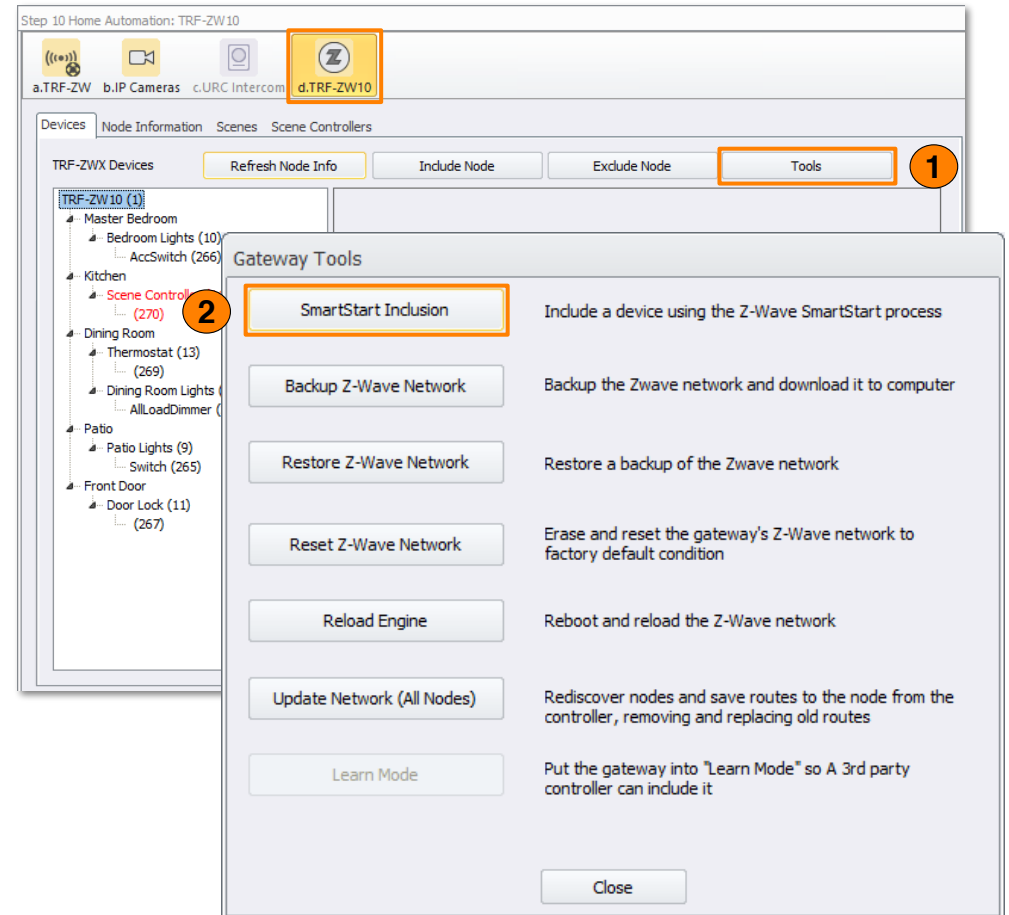 Step 10 Home Automation: TRF-ZW10
a.TRF-ZW b.IP Cameras c.URC Intercom d.TRF-ZW10
Devices Node Information Scenes Scene Controllers
TRF-ZWX Devices Refresh Node Info Include Node Exclude Node Tools 1
TRF-ZW10 (1)
Master Bedroom
Bedroom Lights (10)
AccSwitch (266)
Kitchen
Scene Controlle
(270)
Dining Room
Thermostat (13)
(269)
Dining Room Lights (
AllLoadDimmer (
Patio
Patio Lights (9)
Switch (265)
Front Door
Door Lock (11)
(267)
Gateway Tools
2 SmartStart Inclusion Include a device using the Z-Wave SmartStart process
Backup Z-Wave Network Backup the Zwave network and download it to computer
Restore Z-Wave Network Restore a backup of the Zwave network
Reset Z-Wave Network Erase and reset the gateway's Z-Wave network to
factory default condition
Reload Engine Reboot and reload the Z-Wave network
Update Network (All Nodes) Rediscover nodes and save routes to the node from the
controller, removing and replacing old routes
Learn Mode Put the gateway into "Learn Mode" so A 3rd party
controller can include it
Close